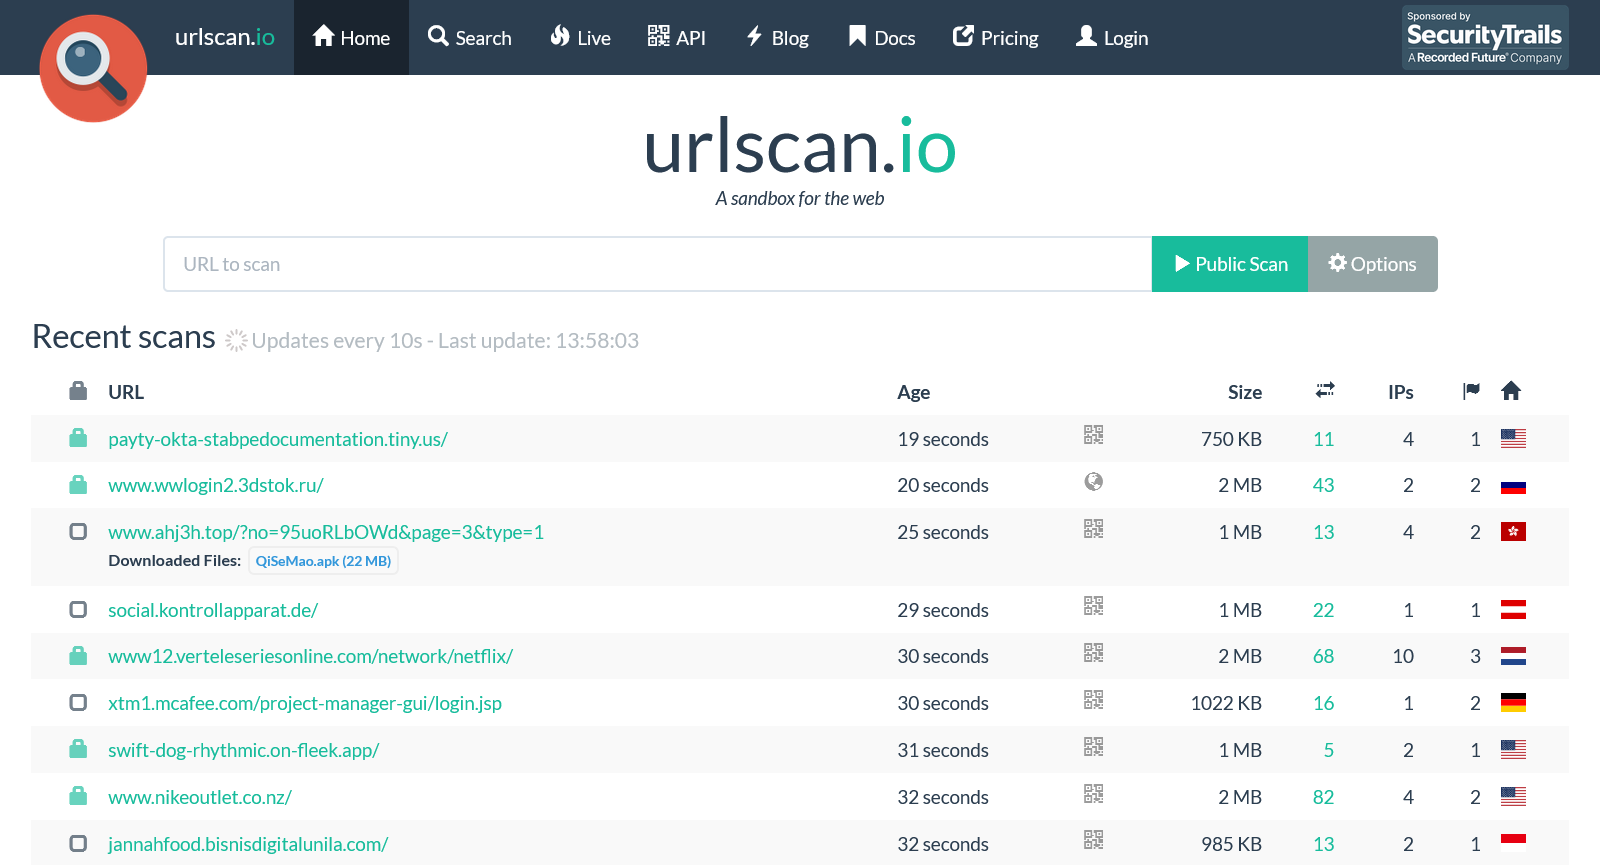 urlscan.io Home Search Live API Blog Docs Pricing Login
Sponsored by
SecurityTrails
A Recorded Future® Company
urlscan.io
A sandbox for the web
URL to scan Public Scan Options
Recent scans Updates every 10s - Last update: 13:58:03
URL Age Size IPs
payty-okta-stabpedocumentation.tiny.us/ 19 seconds 750 KB 11 4 1
www.wwlogin2.3dstok.ru/ 20 seconds 2 MB 43 2 2
www.ahj3h.top/?no=95uoRLbOWd&page=3&type=1 25 seconds 1 MB 13 4 2
Downloaded Files: QiSeMao.apk (22 MB)
social.kontrollapparat.de/ 29 seconds 1 MB 22 1 1
www12.verteleseriesonline.com/network/netflix/ 30 seconds 2 MB 68 10 3
xtm1.mcafee.com/project-manager-gui/login.jsp 30 seconds 1022 KB 16 1 2
swift-dog-rhythmic.on-fleek.app/ 31 seconds 1 MB 5 2 1
www.nikeoutlet.co.nz/ 32 seconds 2 MB 82 4 2
jannahfood.bisnisdigitalunila.com/ 32 seconds 985 KB 13 2 1